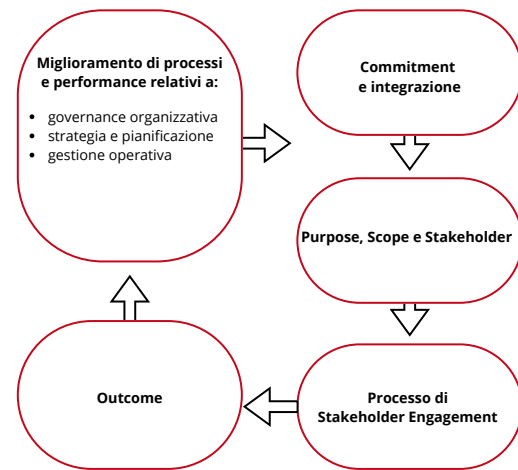 Miglioramento di processi
e performance relativi a:
• governance organizzativa
• strategia e pianificazione
• gestione operativa
Commitment
e integrazione
Purpose, Scope e Stakeholder
Processo di
Stakeholder Engagement
Outcome